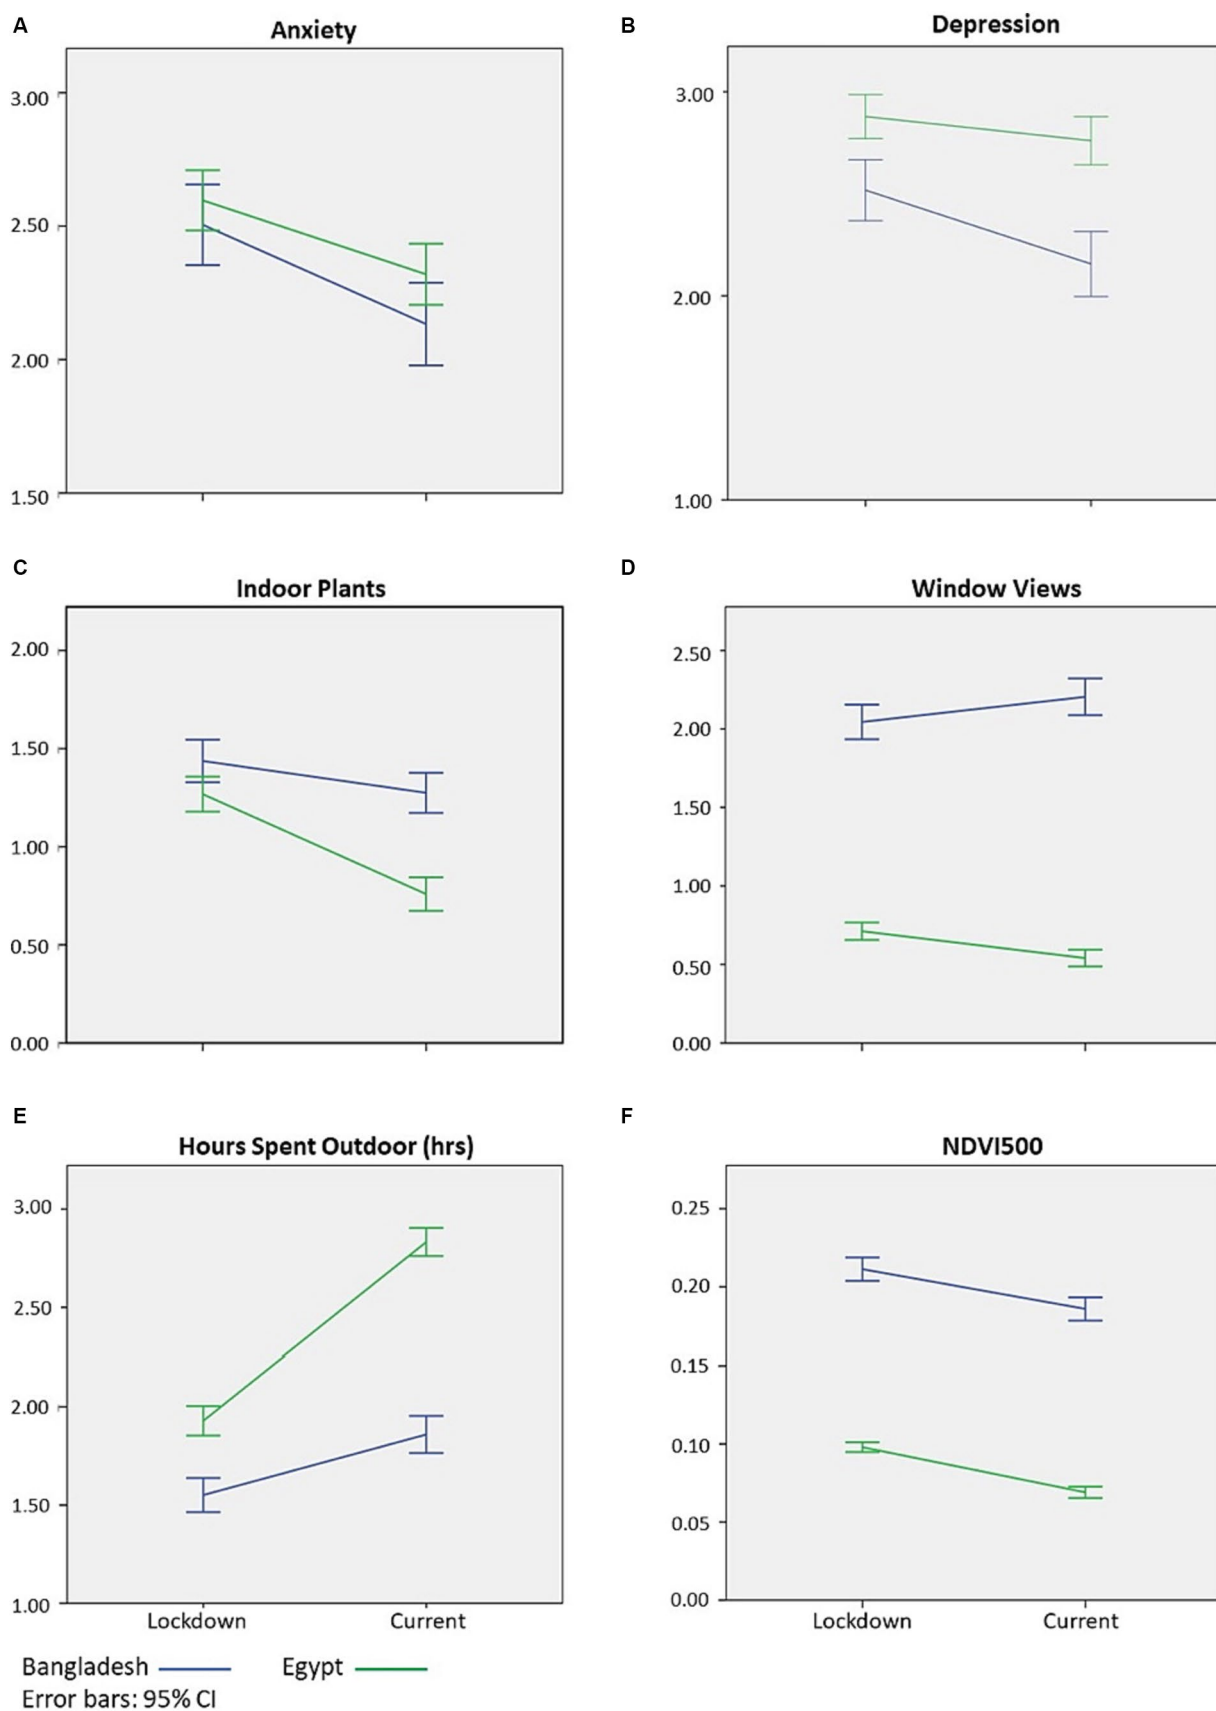 A
Anxiety
3.00
2.50
2.00
1.50
B
Depression
3.00
2.00
1.00
C
Indoor Plants
2.00
1.50
1.00
0.50
0.00
D
Window Views
2.50
2.00
1.50
1.00
0.50
0.00
E
Hours Spent Outdoor (hrs)
3.00
2.50
2.00
1.50
1.00
Lockdown Current
F
NDVI500
0.25
0.20
0.15
0.10
0.05
0.00
Lockdown Current
Bangladesh Egypt
Error bars: 95% CI